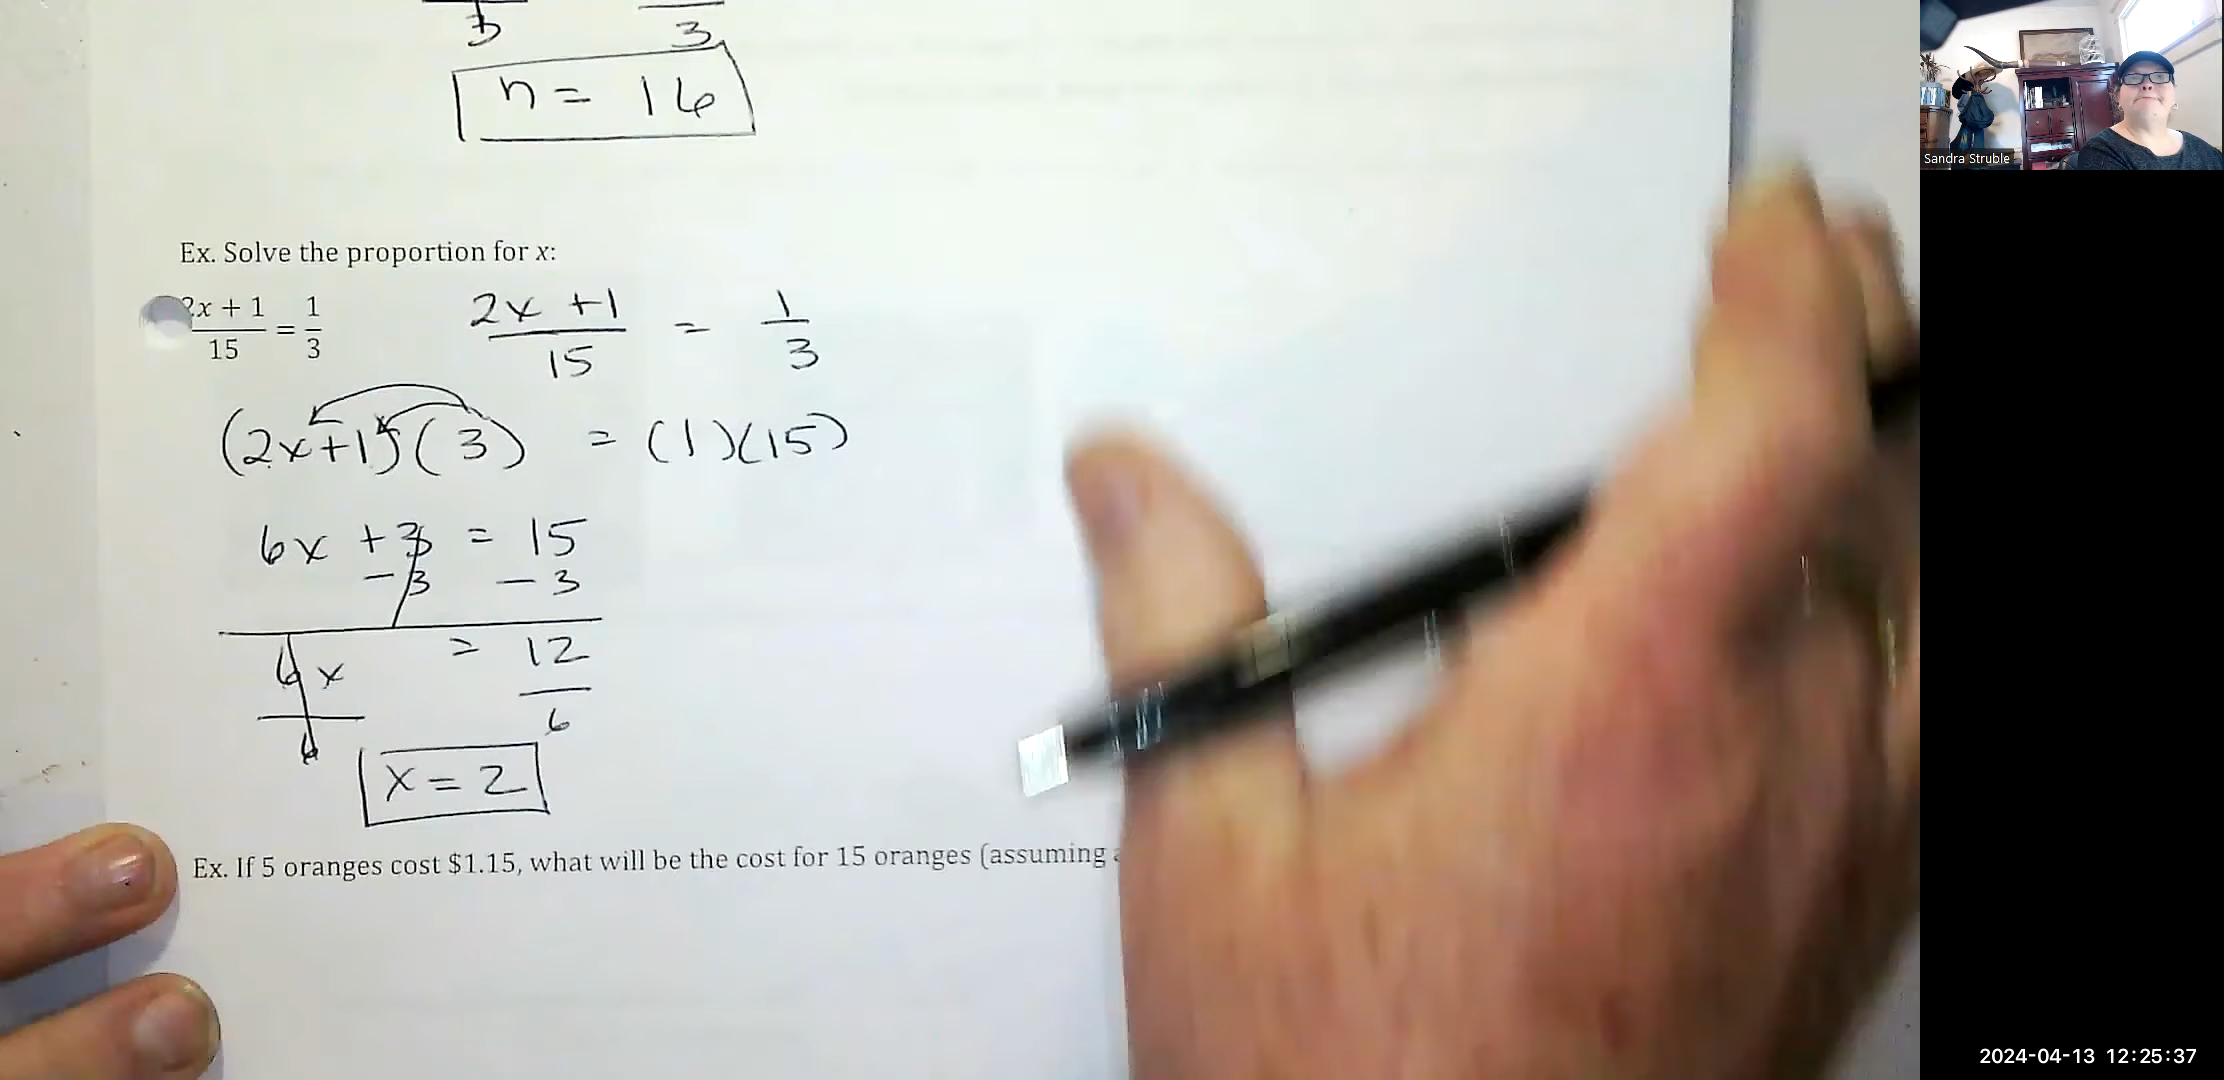 3 3
n = 16
Ex. Solve the proportion for x:
2x + 1 / 15 = 1 / 3
2x + 1 / 15 = 1 / 3
(2x+1)(3) = (1)(15)
6x + 3 = 15
- 3 - 3
6x = 12
6 6
x = 2
Ex. If 5 oranges cost $1.15, what will be the cost for 15 oranges (assuming
Sandra Struble
2024-04-13 12:25:37